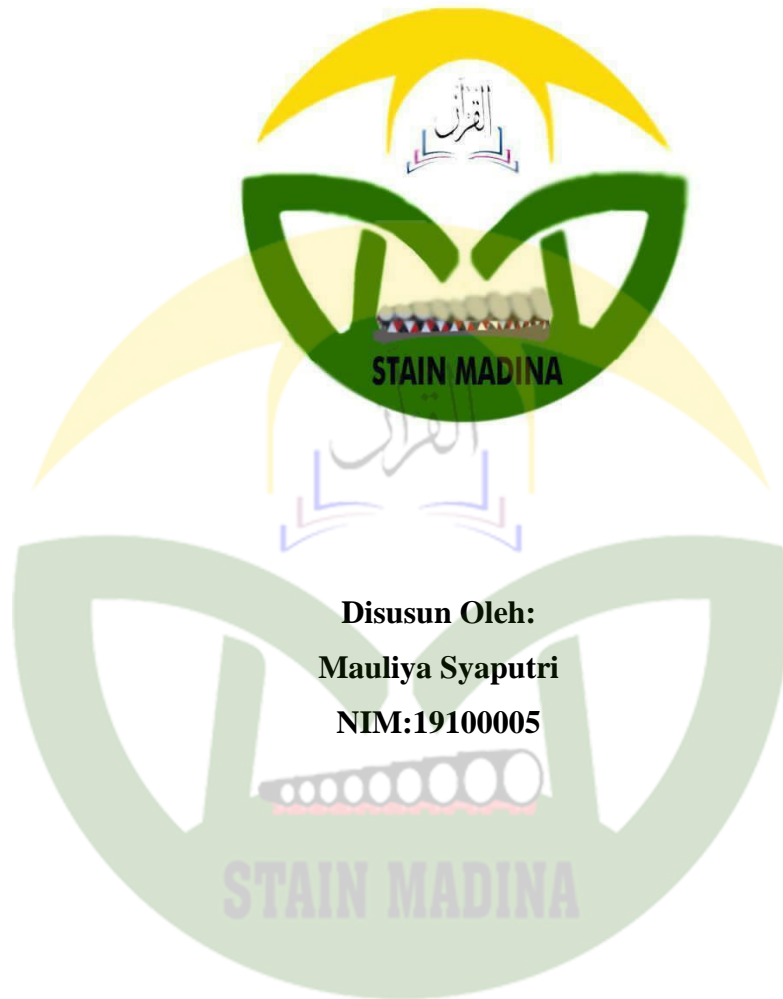 القرآن
STAIN MADINA
القرآن
Disusun Oleh:
Mauliya Syaputri
NIM:19100005
STAIN MADINA